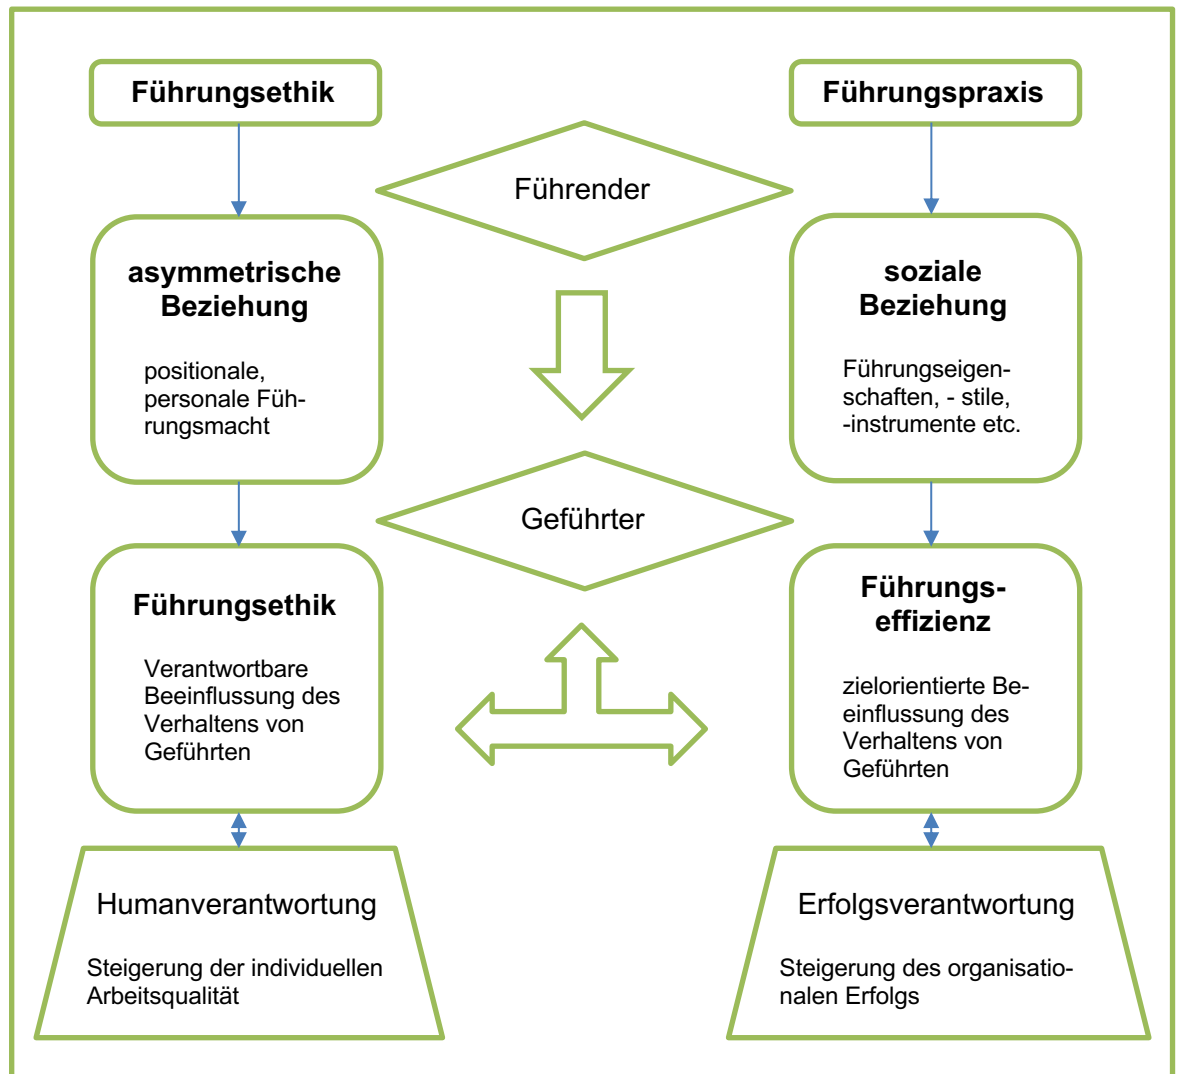 Führungsethik
Führungspraxis
Führender
asymmetrische
Beziehung
positionale,
personale Füh-
rungsmacht
soziale
Beziehung
Führungseigen-
schaften, - stile,
-instrumente etc.
Geführter
Führungsethik
Verantwortbare
Beeinflussung des
Verhaltens von
Geführten
Führungs-
effizienz
zielorientierte Be-
einflussung des
Verhaltens von
Geführten
Humanverantwortung
Steigerung der individuellen
Arbeitsqualität
Erfolgsverantwortung
Steigerung des organisatio-
nalen Erfolgs